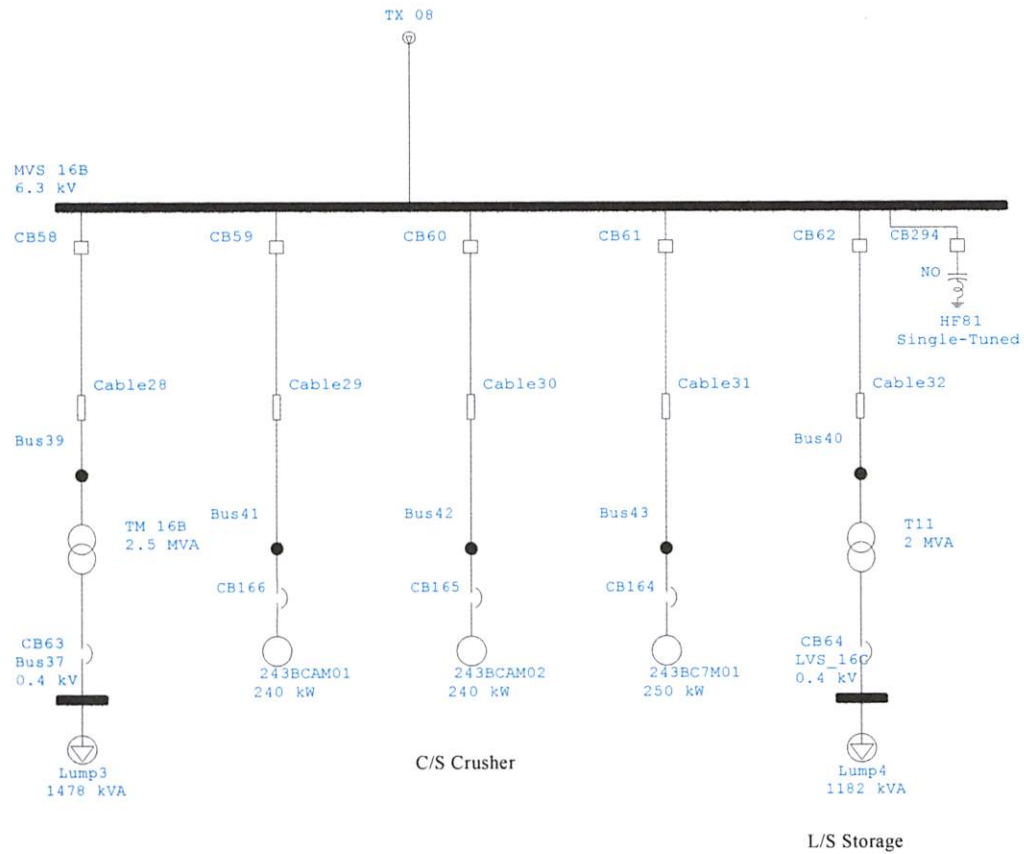 TX 08
MVS 16B
6.3 kV
CB58
CB59
CB60
CB61
CB62
CB294
NO
HF81
Single-Tuned
Cable28
Cable29
Cable30
Cable31
Cable32
Bus39
Bus40
TM 16B
2.5 MVA
Bus41
Bus42
Bus43
T11
2 MVA
CB166
CB165
CB164
CB63
Bus37
0.4 kV
243BCAM01
240 kW
243BCAM02
240 kW
243BC7M01
250 kW
CB64
LVS_16C
0.4 kV
Lump3
1478 kVA
C/S Crusher
Lump4
1182 kVA
L/S Storage